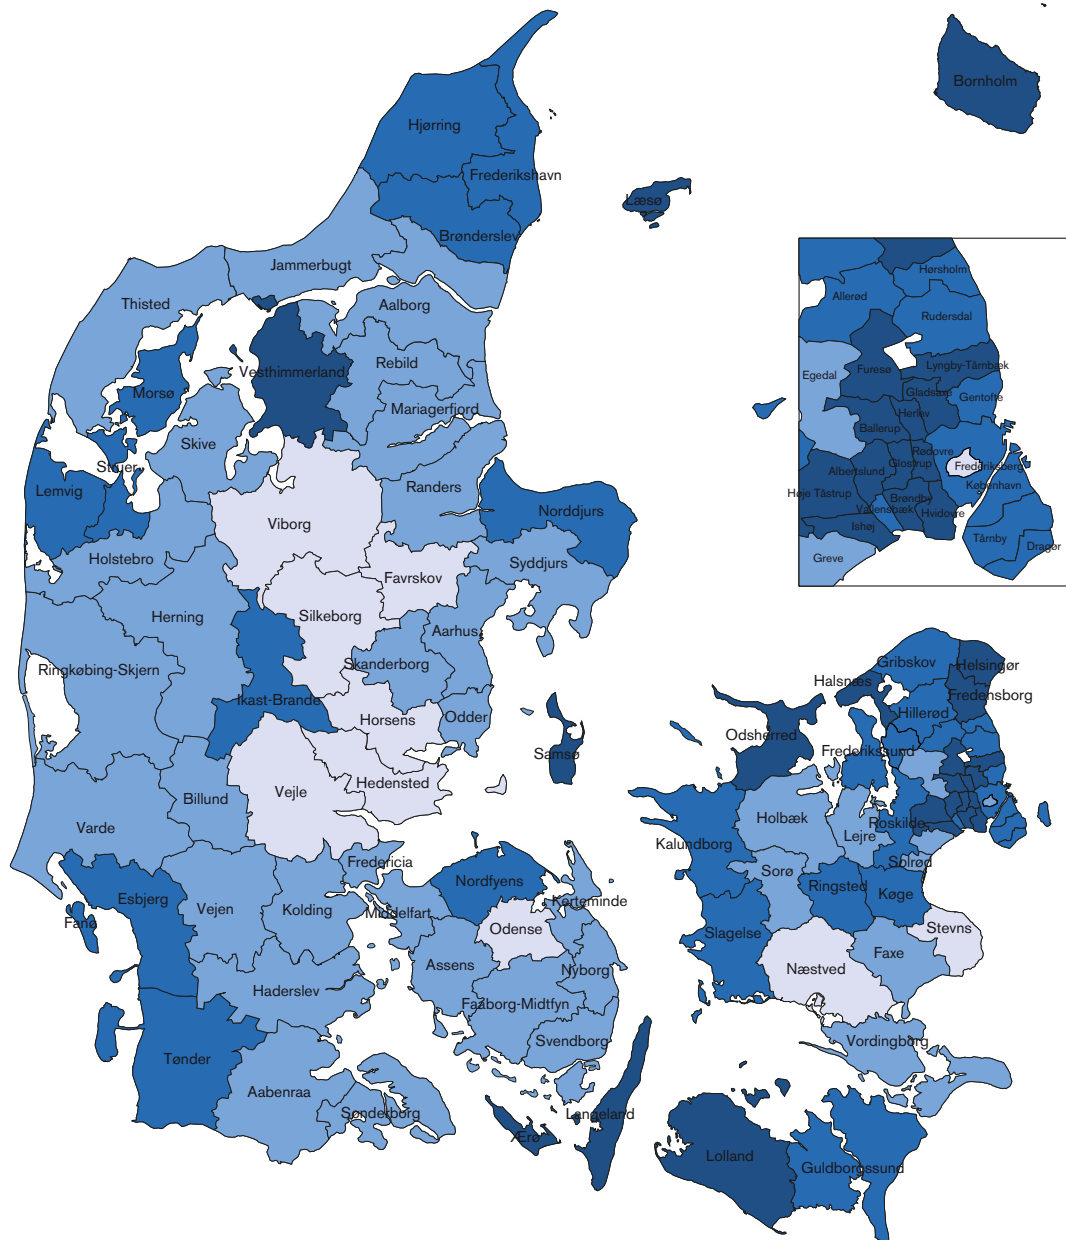 Bornholm
Hjørring
Frederikshavn
Læsø
Brønderslev
Jammerbugt
Hørsholm
Allerød
Thisted
Aalborg
Rudersdal
Rebild
Vesthimmerland
Lyngby-Tårnbæk
Furesø
Egedal
Morsø
Gladsaxe
Gentofte
Mariagerfjord
Herlev
Ballerup
Skive
Rødovre
Glostrup
Frederiksberg
Struer
Albertslund
København
Randers
Lemvig
Høje Tåstrup
Brøndby
Vallensbæk
Hvidovre
Norddjurs
Viborg
Ishøj
Tårnby
Dragør
Holstebro
Greve
Syddjurs
Favrskov
Herning
Silkeborg
Aarhus
Ringkøbing-Skjern
Skanderborg
Gribskov
Helsingør
Halsnæs
Fredensborg
Ikast-Brande
Hillerød
Horsens
Odder
Odsherred
Samsø
Frederikssund
Hedensted
Vejle
Billund
Holbæk
Roskilde
Varde
Lejre
Kalundborg
Fredericia
Solrød
Sorø
Nordfyens
Ringsted
Køge
Esbjerg
Kerteminde
Vejen
Kolding
Middelfart
Fanø
Odense
Stevns
Slagelse
Faxe
Assens
Næstved
Nyborg
Haderslev
Faaborg-Midtfyn
Svendborg
Vordingborg
Tønder
Aabenraa
Sønderborg
Langeland
Ærø
Lolland
Guldborgssund